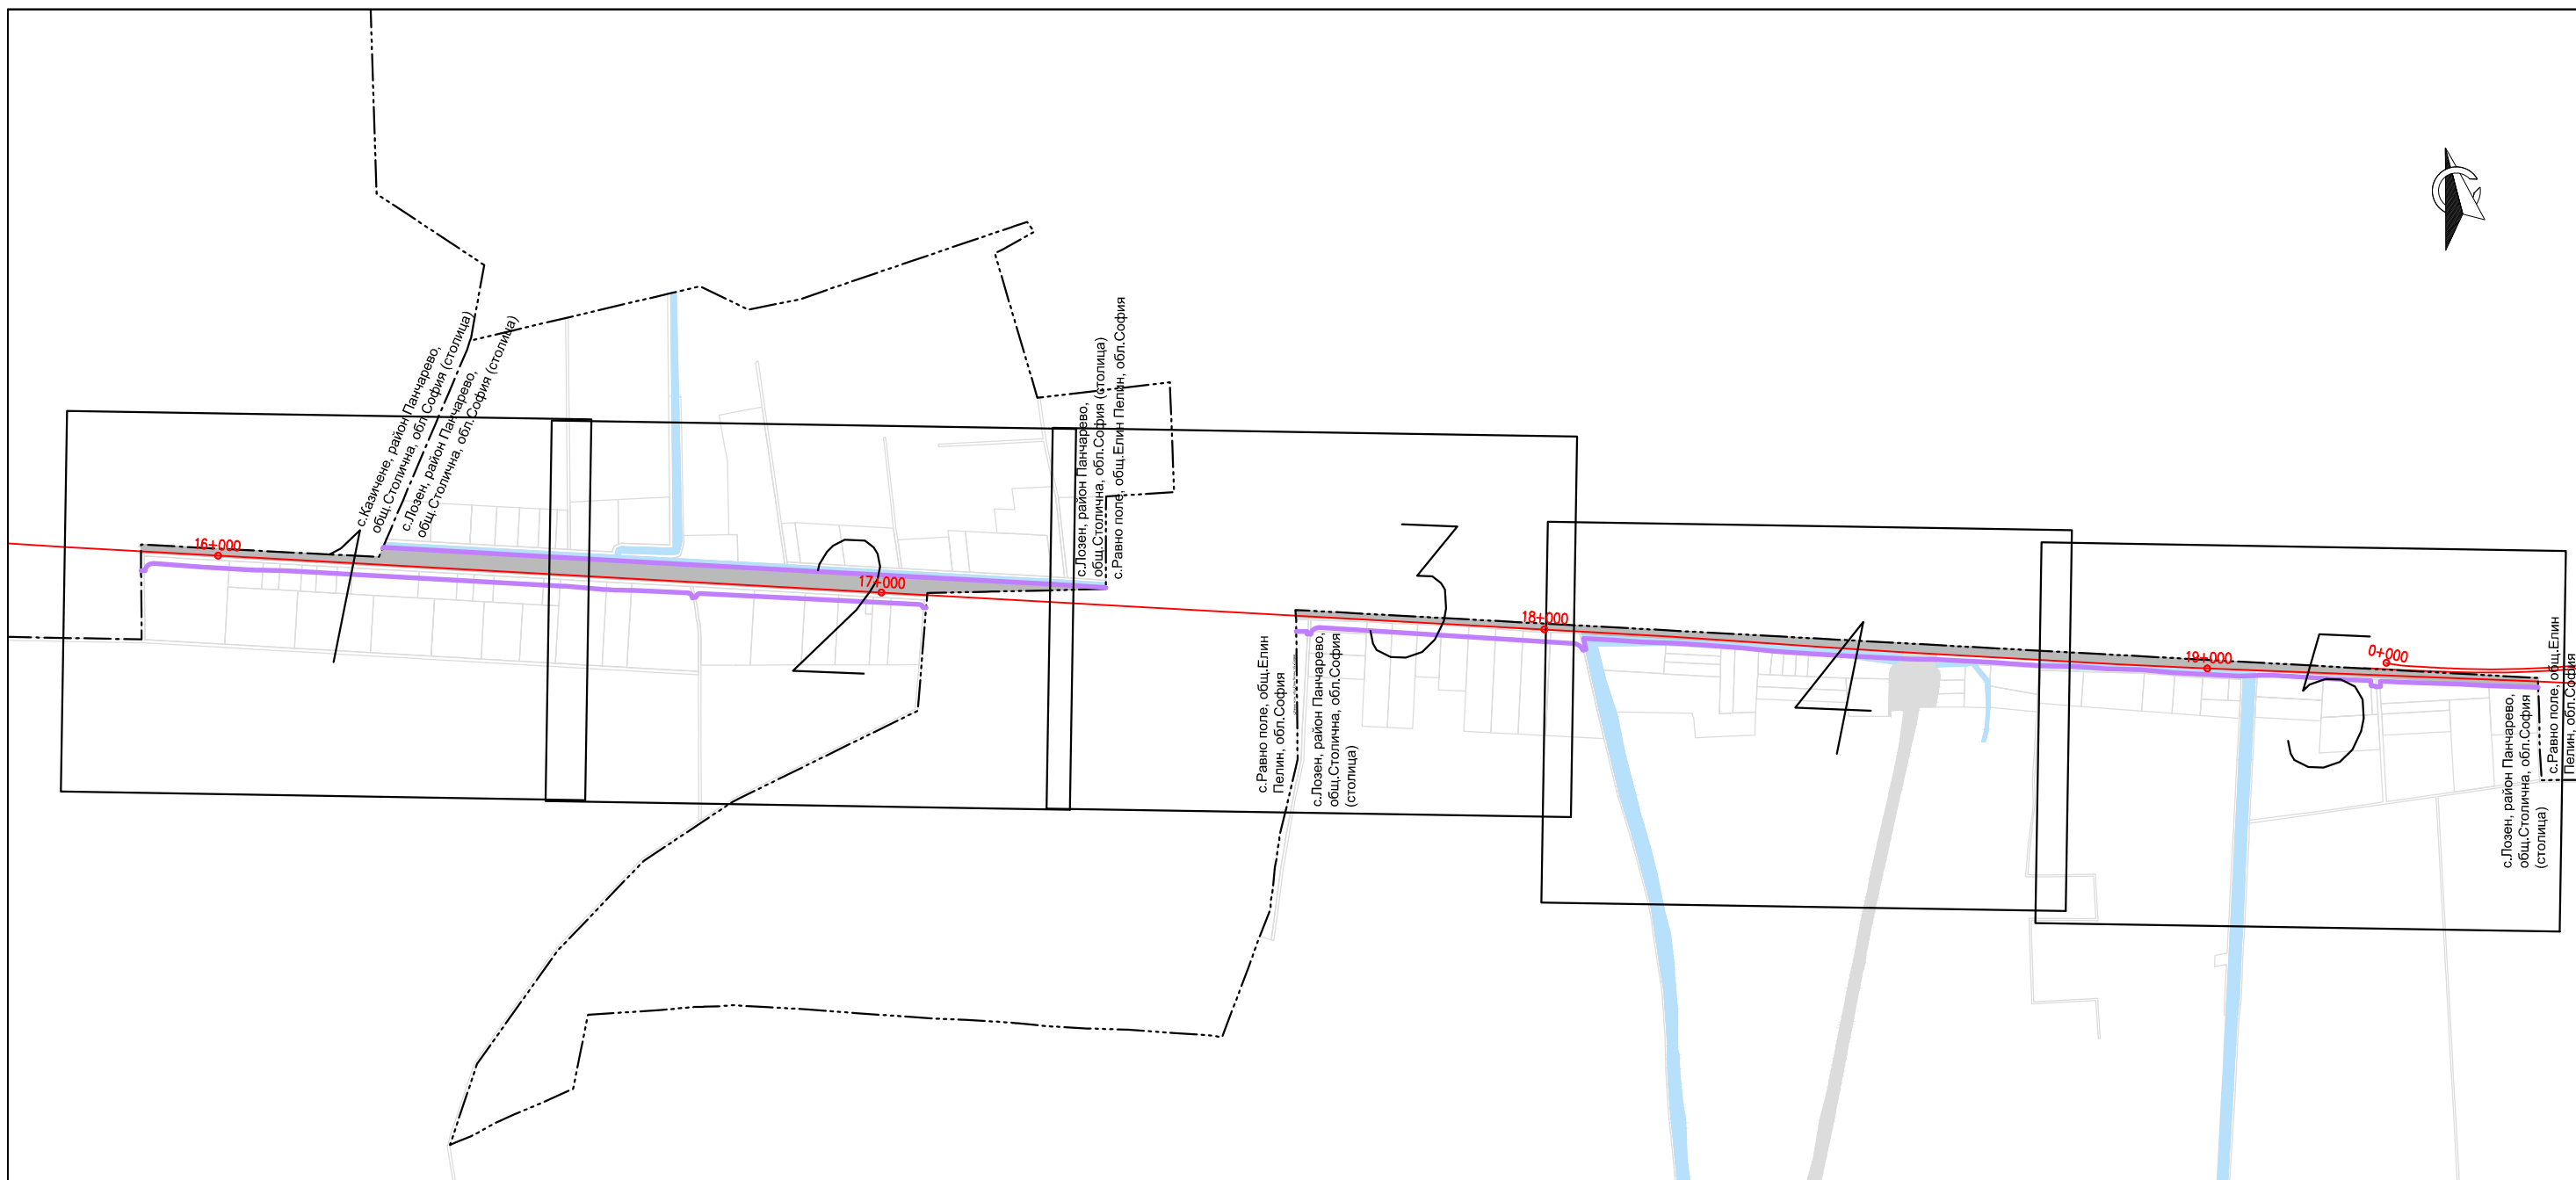 с.Казичене, район Панчарево,
общ.Столична, обл.София (столица)
с.Лозен, район Панчарево,
общ.Столична, обл.София (столица)
16+000
1
2
17+000
с.Лозен, район Панчарево,
общ.Столична, обл.София (столица)
с.Равно поле, общ.Елин Пелин, обл.София
3
с.Равно поле, общ.Елин
Пелин, обл.София
с.Лозен, район Панчарево,
общ.Столична, обл.София
(столица)
18+000
4
19+000
0+000
5
с.Лозен, район Панчарево,
общ.Столична, обл.София
(столица)
с.Равно поле, общ.Елин
Пелин, обл.София